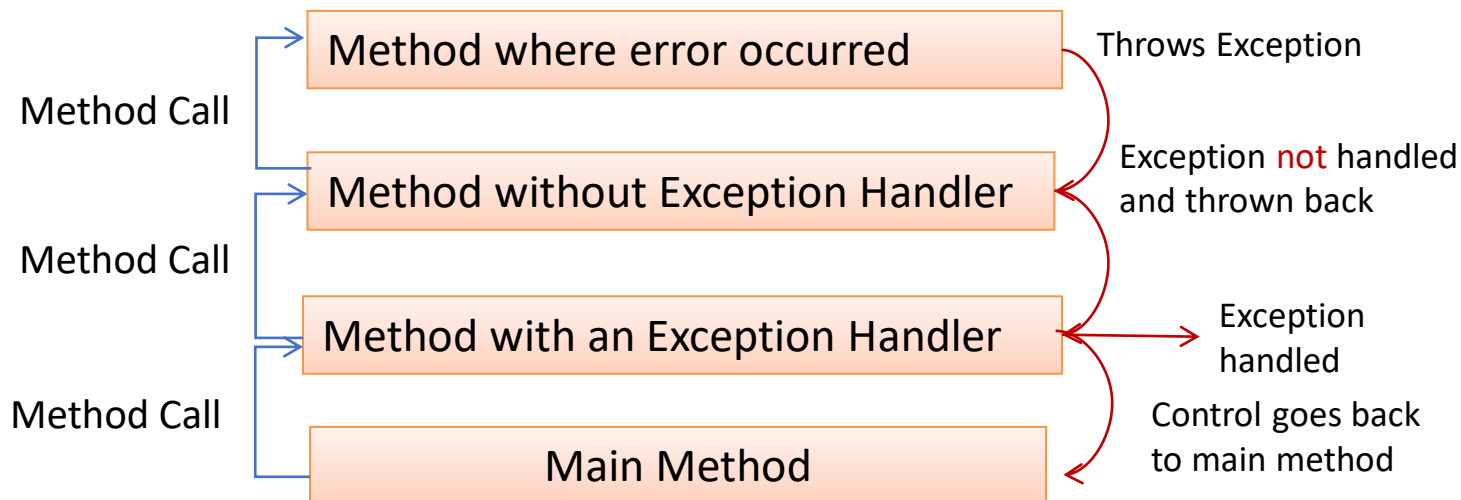 Method where error occurred
Throws Exception
Method Call
Exception not handled
and thrown back
Method without Exception Handler
Method Call
Method with an Exception Handler
Exception
handled
Method Call
Control goes back
to main method
Main Method